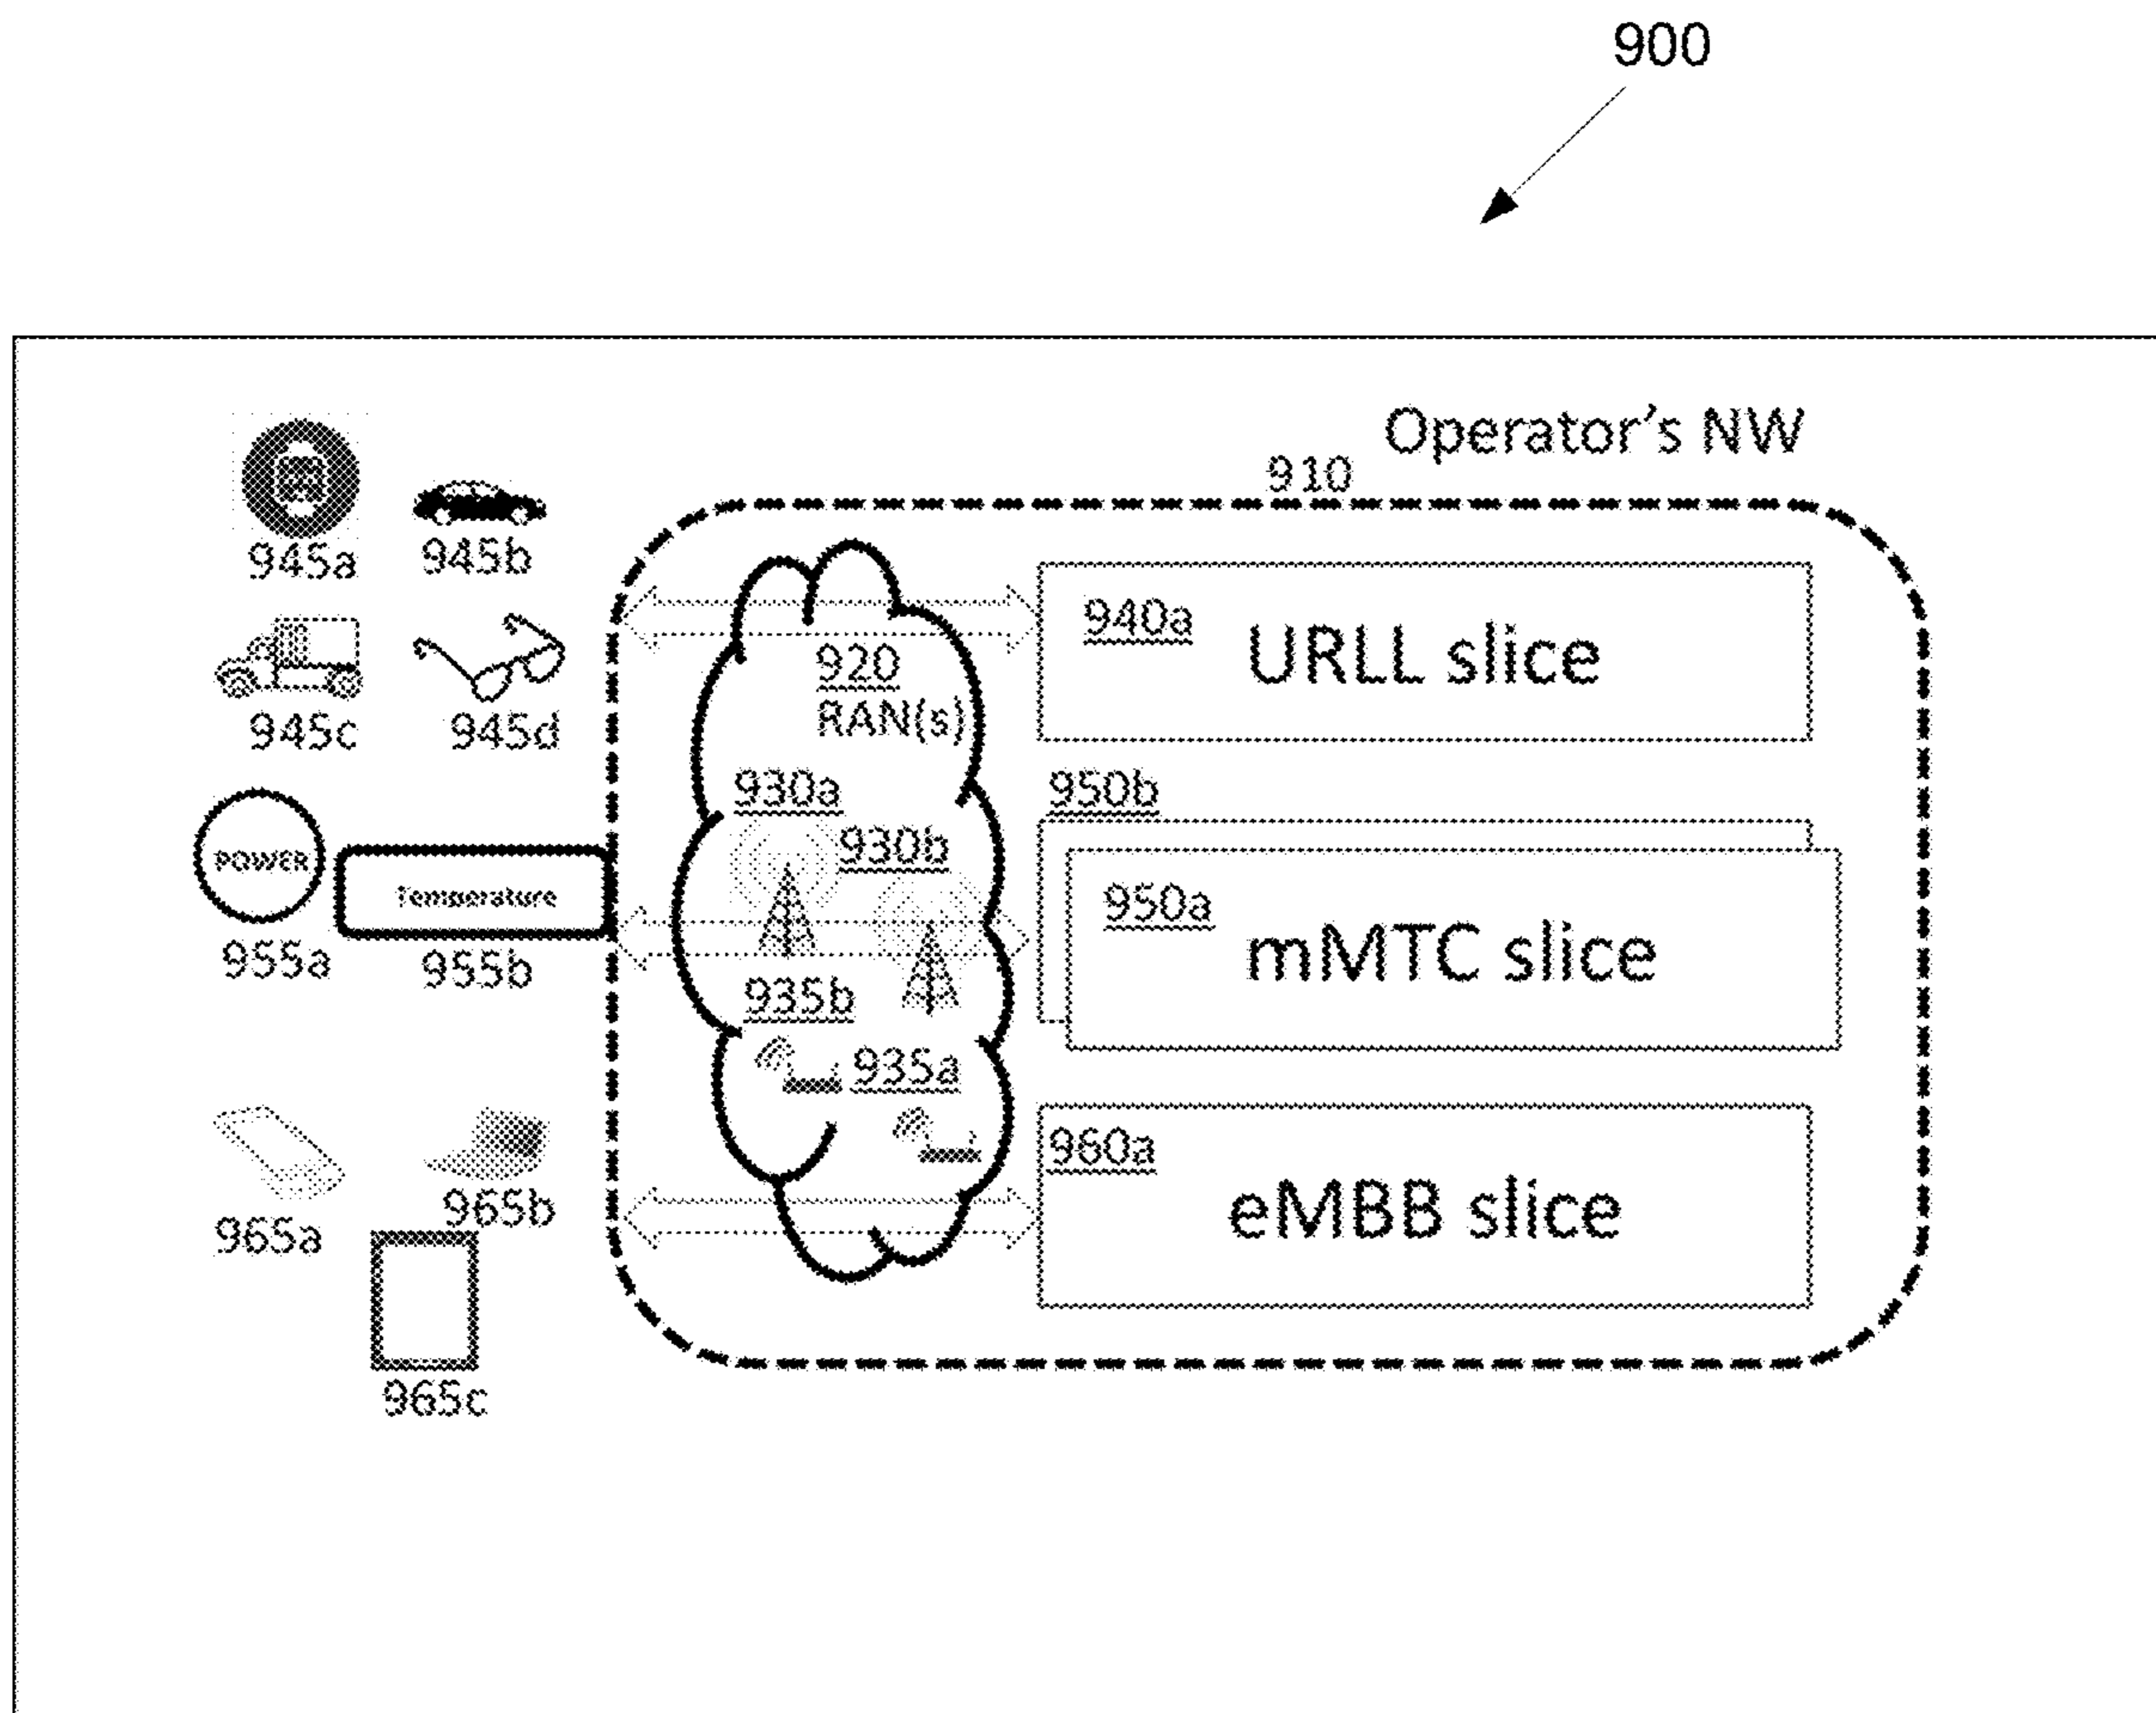 900
Operator's NW
910
945a
945b
940a
URLL slice
920
RAN(s)
945c
945d
930a
950b
930b
POWER
Temperature
950a
mMTC slice
955a
955b
935b
935a
960a
eMBB slice
965b
965a
965c